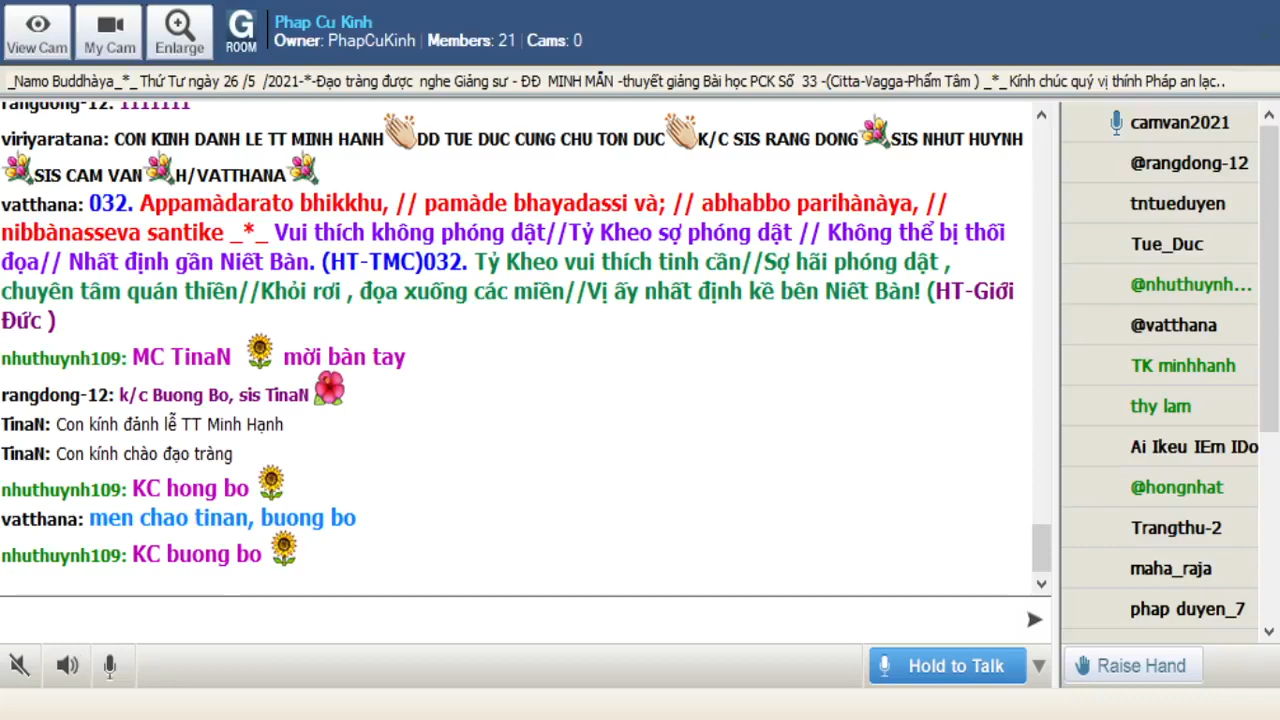 View Cam
My Cam
Enlarge
G
ROOM
Phap Cu Kinh
Owner: PhapCuKinh | Members: 21 | Cams: 0
_Namo Buddhàya_*_Thứ Tư ngày 26 /5 /2021-*-Đạo tràng được nghe Giảng sư - ĐĐ MINH MẪN -thuyết giảng Bài học PCK Số 33 -(Citta-Vagga-Phẩm Tâm ) _*_Kính chúc quý vị thính Pháp an lạc..
rangdong-12: 1111111
viriyaratana: CON KINH DANH LE TT MINH HANH DD TUE DUC CUNG CHU TON DUC K/C SIS RANG DONG SIS NHUT HUYNH
SIS CAM VAN H/VATTHANA
vatthana: 032. Appamàdarato bhikkhu, // pamàde bhayadassi và; // abhabbo parihànàya, //
nibbànasseva santike _*_ Vui thích không phóng dật//Tỷ Kheo sợ phóng dật // Không thể bị thối
đọa// Nhất định gần Niết Bàn. (HT-TMC)032. Tỷ Kheo vui thích tinh cần//Sợ hãi phóng dật ,
chuyên tâm quán thiền//Khỏi rơi , đọa xuống các miền//Vị ấy nhất định kề bên Niết Bàn! (HT-Giới
Đức )
nhuthuynh109: MC TinaN mời bàn tay
rangdong-12: k/c Buong Bo, sis TinaN
TinaN: Con kính đảnh lễ TT Minh Hạnh
TinaN: Con kính chào đạo tràng
nhuthuynh109: KC hong bo
vatthana: men chao tinan, buong bo
nhuthuynh109: KC buong bo
camvan2021
@rangdong-12
tntueduyen
Tue_Duc
@nhuthuynh...
@vatthana
TK minhhanh
thy lam
Ai Ikeu IEm IDo
@hongnhat
Trangthu-2
maha_raja
phap duyen_7
Hold to Talk
Raise Hand